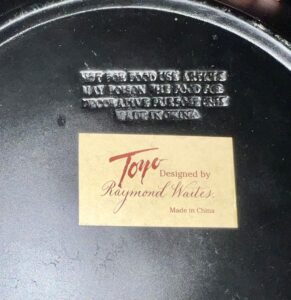 NOT FOR FOOD USE
MAY POISON THE FOOD FOR
DECORATIVE PURPOSE ONLY
MADE IN CHINA
Toyo
Designed by
Raymond Waites.
Made in China